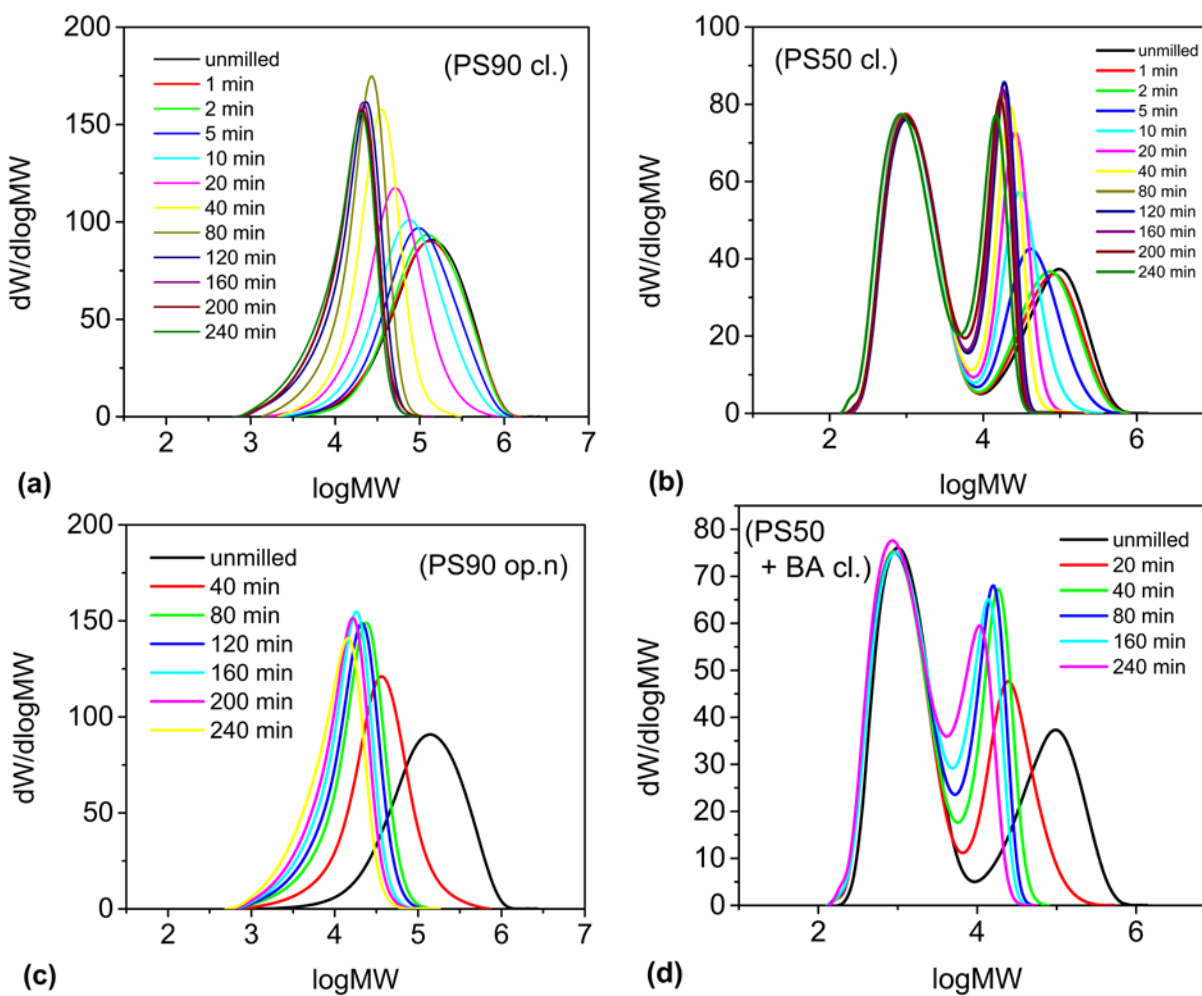 (PS90 cl.)
unmilled
1 min
2 min
5 min
10 min
20 min
40 min
80 min
120 min
160 min
200 min
240 min
200
150
100
50
0
dW/dlogMW
2 3 4 5 6 7
logMW
(a)
(PS50 cl.)
unmilled
1 min
2 min
5 min
10 min
20 min
40 min
80 min
120 min
160 min
200 min
240 min
100
80
60
40
20
0
dW/dlogMW
2 4 6
logMW
(b)
(PS90 op.n)
unmilled
40 min
80 min
120 min
160 min
200 min
240 min
200
150
100
50
0
dW/dlogMW
2 3 4 5 6 7
logMW
(c)
(PS50
+ BA cl.)
unmilled
20 min
40 min
80 min
160 min
240 min
80
70
60
50
40
30
20
10
0
dW/dlogMW
2 4 6
logMW
(d)